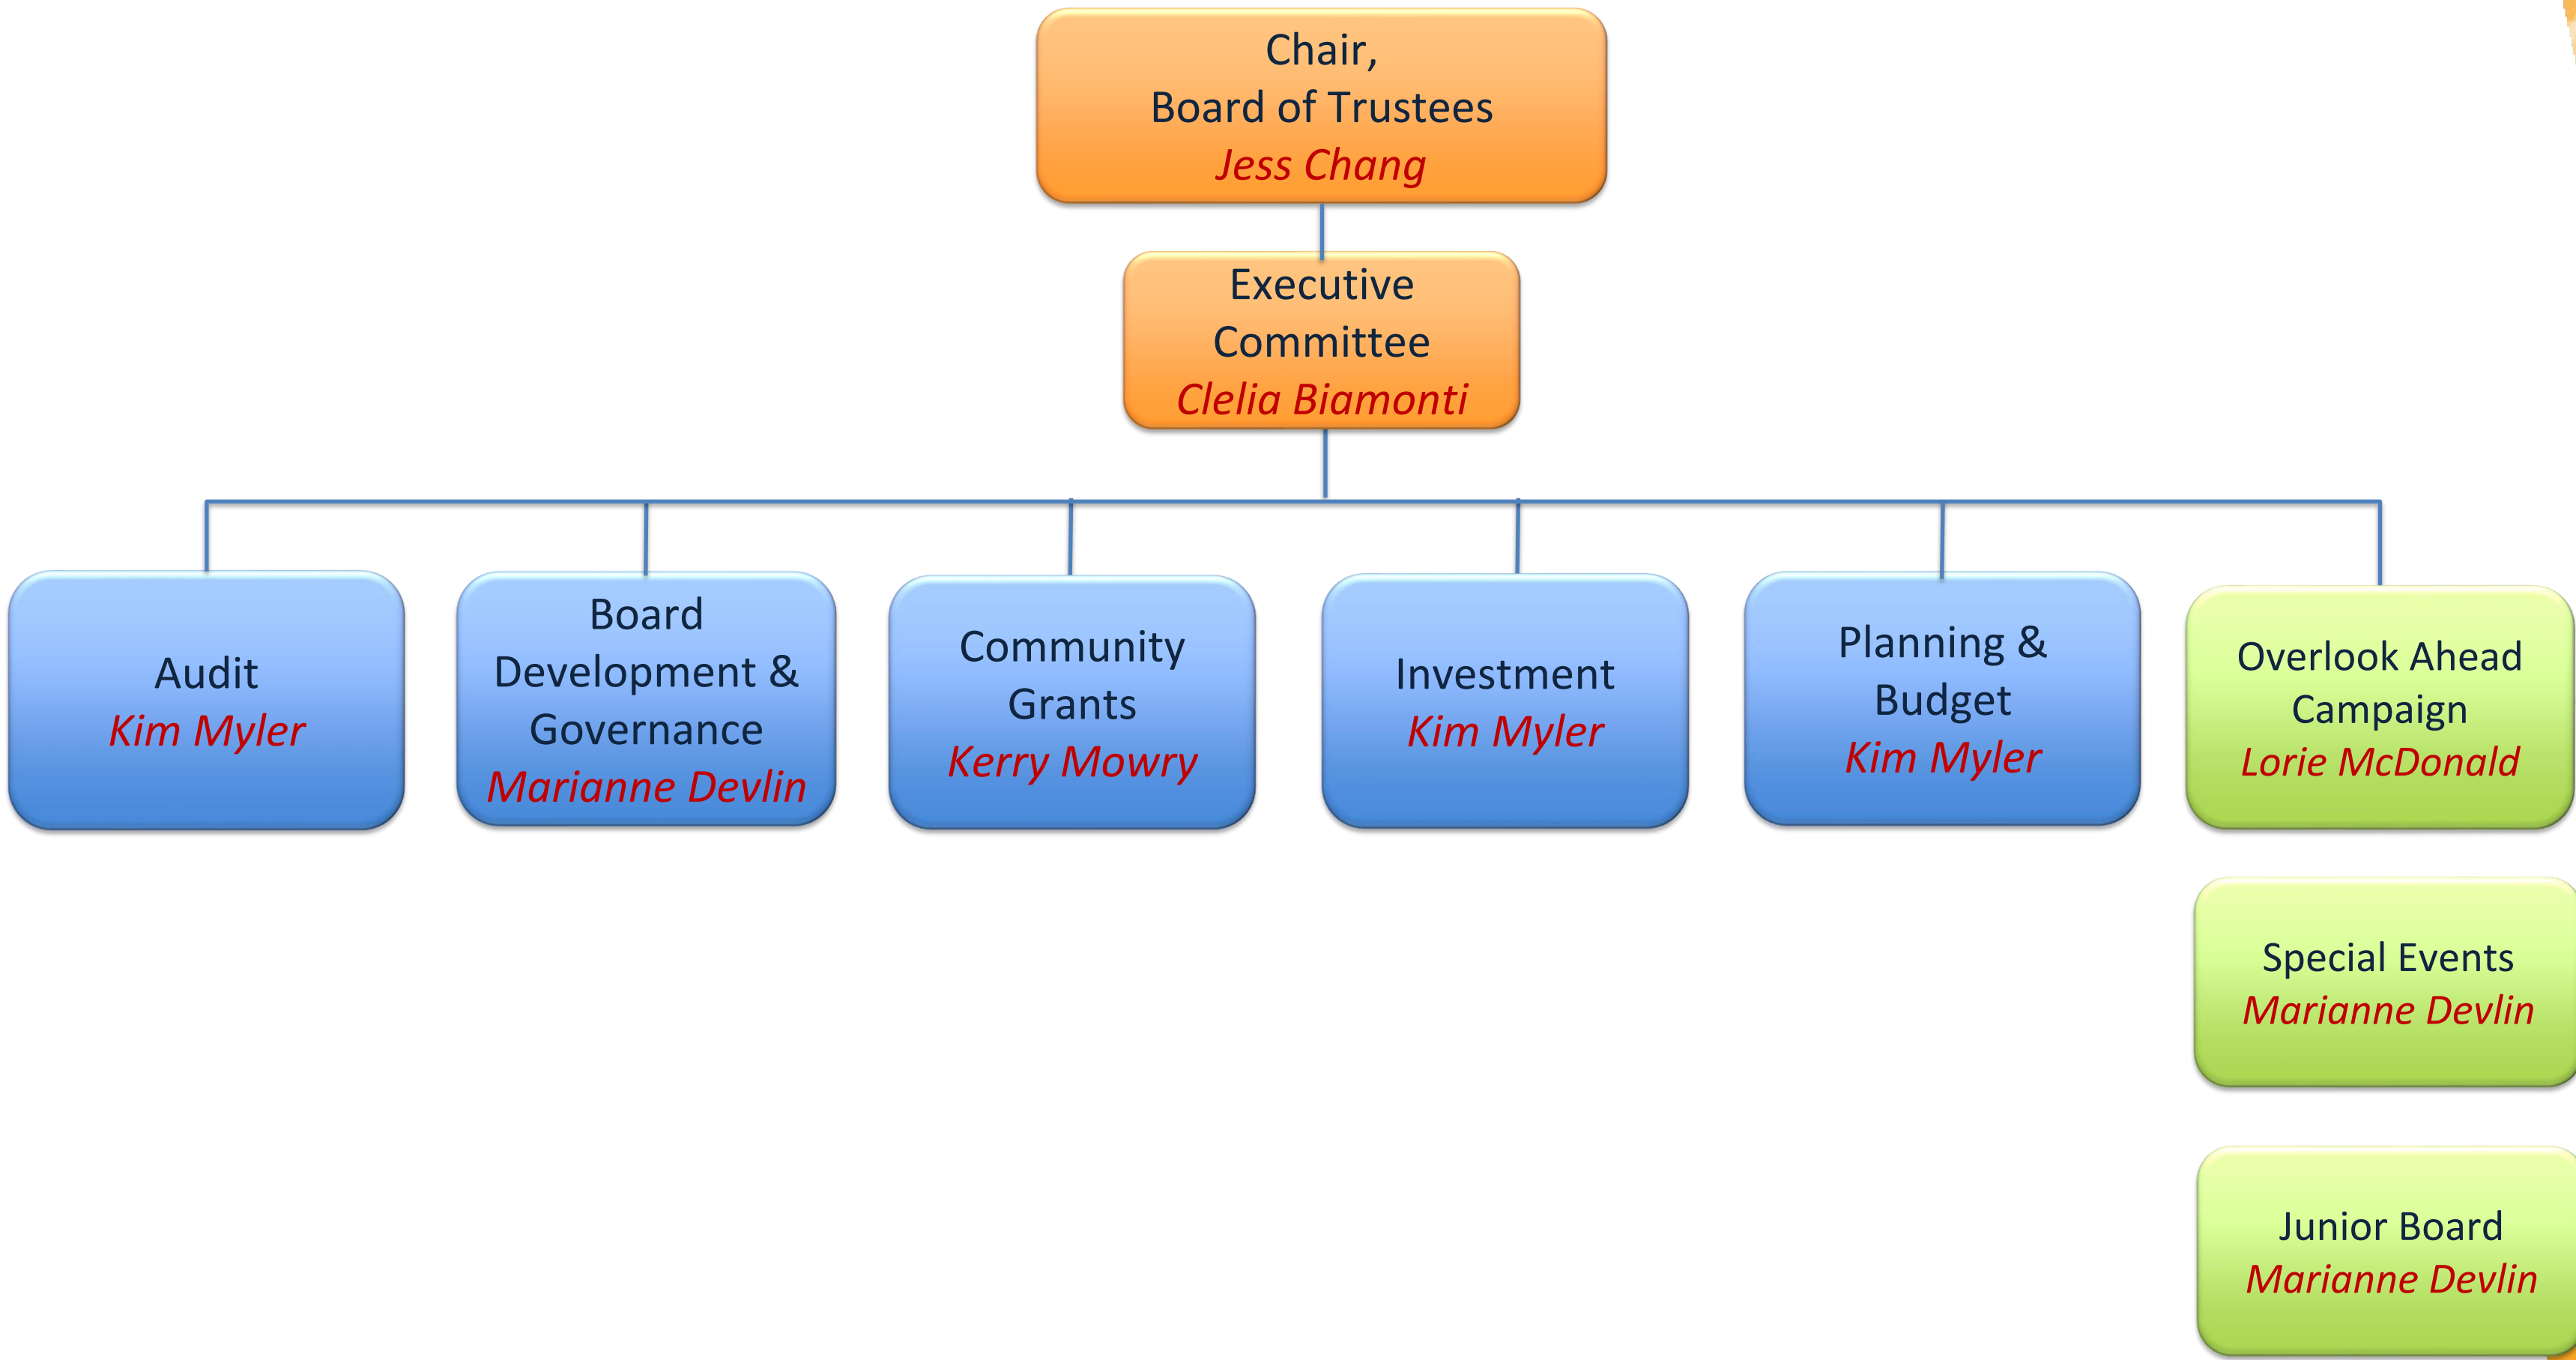 Chair,
Board of Trustees
Jess Chang
Executive
Committee
Clelia Biamonti
Audit
Kim Myler
Board
Development &
Governance
Marianne Devlin
Community
Grants
Kerry Mowry
Investment
Kim Myler
Planning &
Budget
Kim Myler
Overlook Ahead
Campaign
Lorie McDonald
Special Events
Marianne Devlin
Junior Board
Marianne Devlin